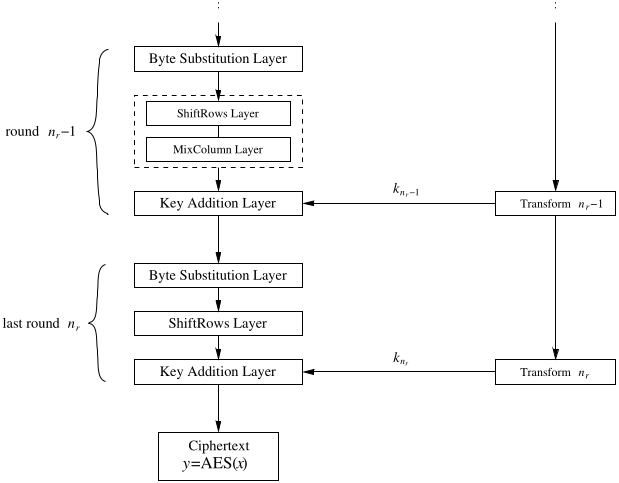 Byte Substitution Layer
ShiftRows Layer
round n_r−1
MixColumn Layer
k_{n_r−1}
Key Addition Layer
Transform n_r−1
Byte Substitution Layer
last round n_r
ShiftRows Layer
k_{n_r}
Key Addition Layer
Transform n_r
Ciphertext
y=AES(x)